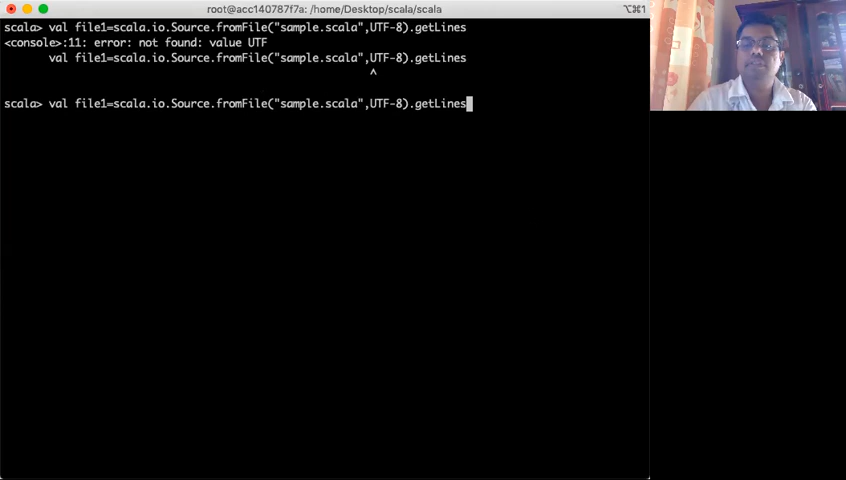 root@acc140787f7a: /home/Desktop/scala/scala
⌥⌘1
scala> val file1=scala.io.Source.fromFile("sample.scala",UTF-8).getLines
<console>:11: error: not found: value UTF
       val file1=scala.io.Source.fromFile("sample.scala",UTF-8).getLines
                                                         ^
scala> val file1=scala.io.Source.fromFile("sample.scala",UTF-8).getLines